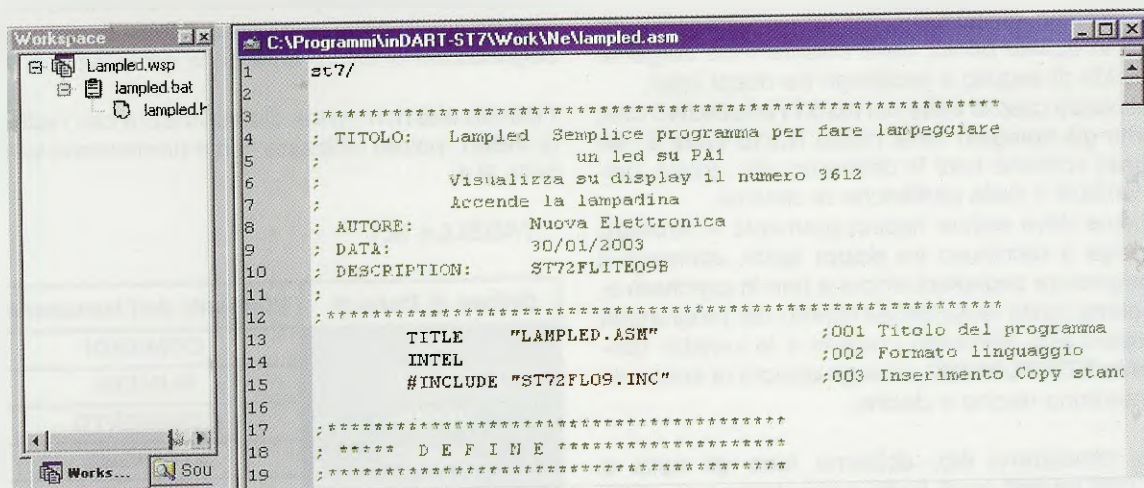 Workspace
Lampled.wsp
lampled.bat
lampled.
Works...
Sou
C:\Programmi\inDART-ST7\Work\Ne\lampled.asm
1 st7/
2
3 ;**********************************************************************
4 ; TITOLO: Lampled Semplice programma per fare lampeggiare
5 ; un led su PA1
6 ; Visualizza su display il numero 3612
7 ; Accende la lampadina
8 ; AUTORE: Nuova Elettronica
9 ; DATA: 30/01/2003
10 ; DESCRIPTION: ST72FLITE09B
11 ;
12 ;**********************************************************************
13 TITLE "LAMPLED.ASM" ;001 Titolo del programma
14 INTEL ;002 Formato linguaggio
15 #INCLUDE "ST72FL09.INC" ;003 Inserimento Copy stand
16
17 ;***********************************************
18 ; ***** D E F I N E ************************
19 ;***********************************************